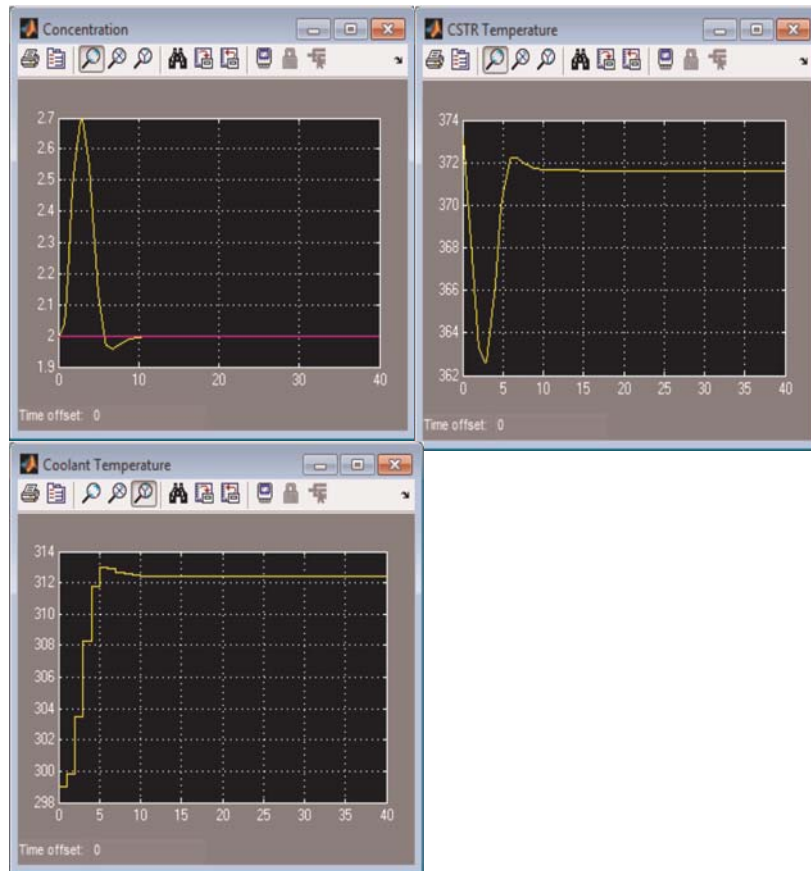 Concentration
2.7
2.6
2.5
2.4
2.3
2.2
2.1
2
1.9
0 10 20 30 40
Time offset: 0
CSTR Temperature
374
372
370
368
366
364
362
0 5 10 15 20 25 30 35 40
Time offset: 0
Coolant Temperature
314
312
310
308
306
304
302
300
298
0 5 10 15 20 25 30 35 40
Time offset: 0